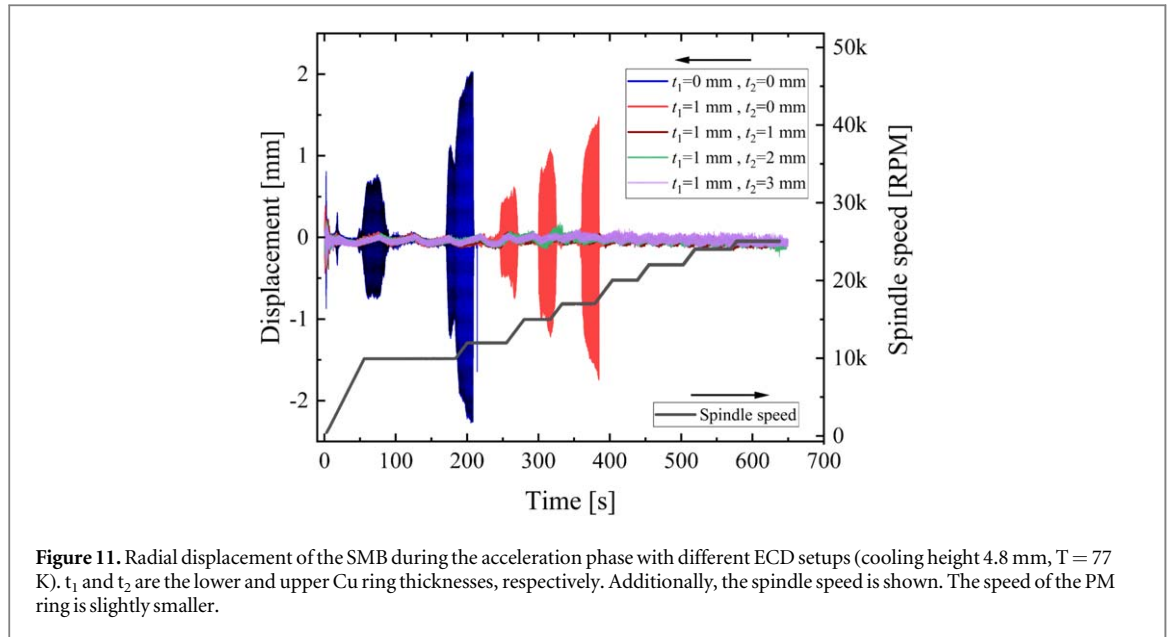 50k
2
t1=0 mm , t2=0 mm
t1=1 mm , t2=0 mm
40k
t1=1 mm , t2=1 mm
1
t1=1 mm , t2=2 mm
t1=1 mm , t2=3 mm
30k
Displacement [mm]
0
Spindle speed [RPM]
20k
-1
10k
-2
Spindle speed
0
0 100 200 300 400 500 600 700
Time [s]
Figure 11. Radial displacement of the SMB during the acceleration phase with different ECD setups (cooling height 4.8 mm, T = 77
K). t1 and t2 are the lower and upper Cu ring thicknesses, respectively. Additionally, the spindle speed is shown. The speed of the PM
ring is slightly smaller.